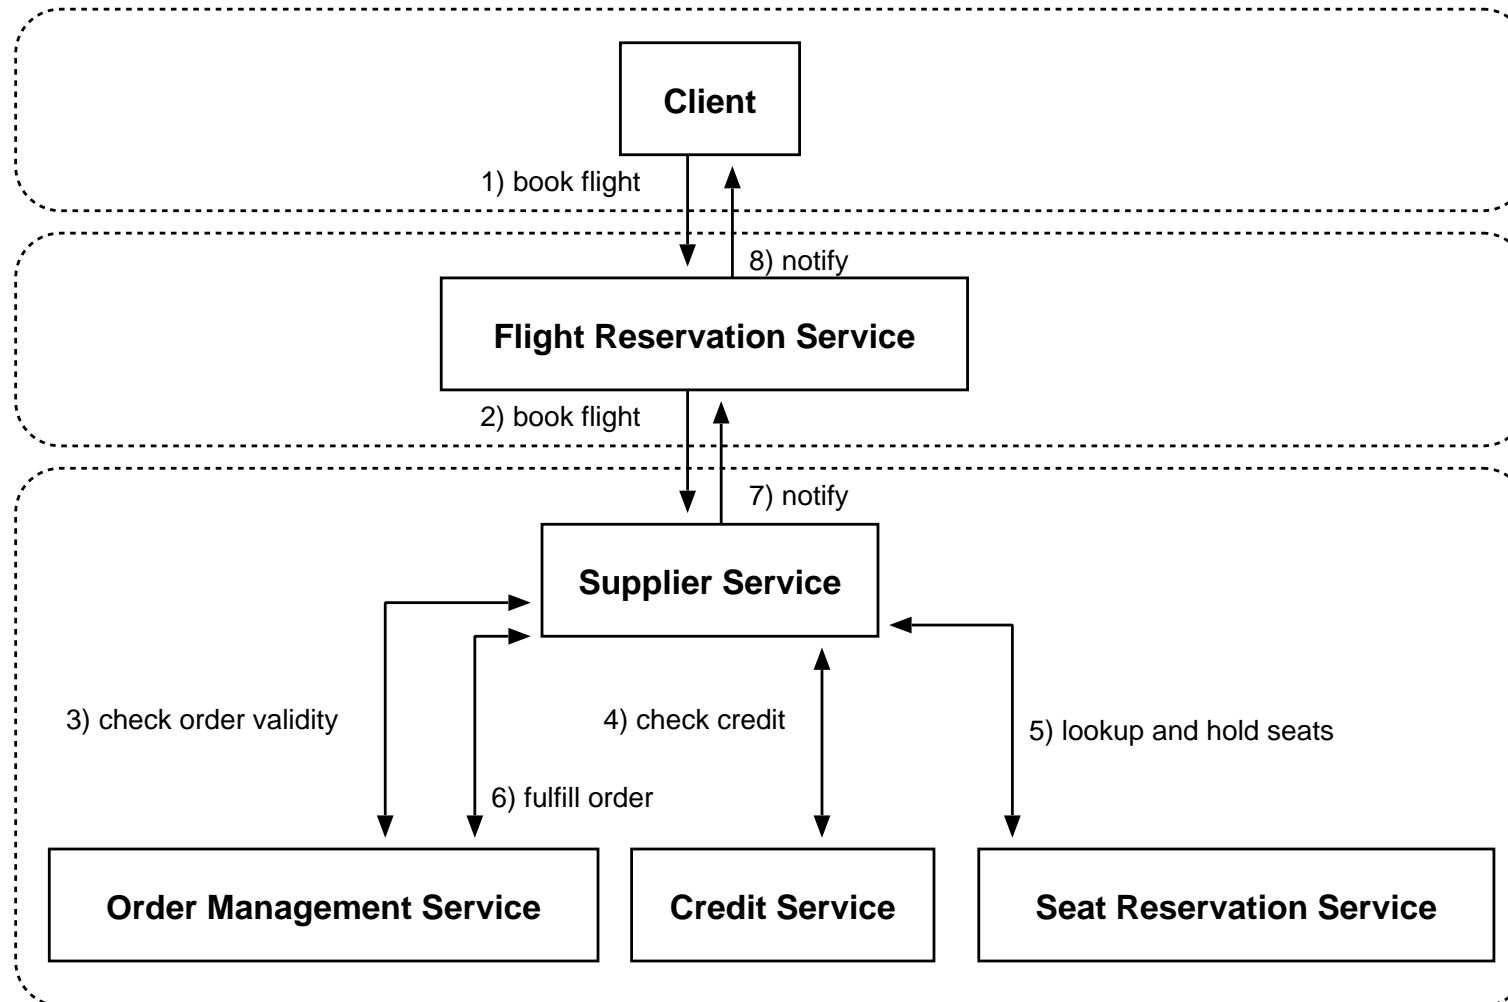 Client
1) book flight
8) notify
Flight Reservation Service
2) book flight
7) notify
Supplier Service
3) check order validity
4) check credit
5) lookup and hold seats
6) fulfill order
Order Management Service
Credit Service
Seat Reservation Service